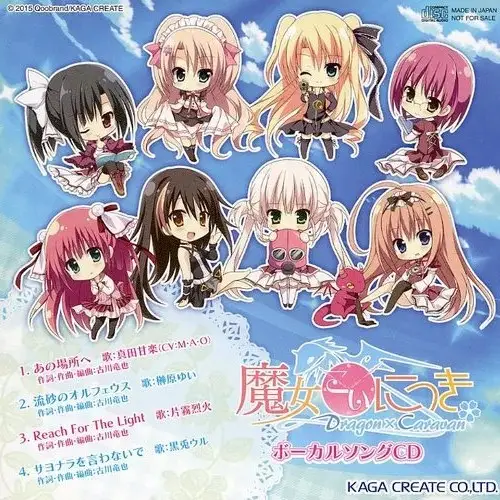 © 2015 Qoobrand/KAGA CREATE
COMPACT
disc
DIGITAL AUDIO
MADE IN JAPAN
NOT FOR SALE
1. あの場所へ 歌:真田甘楽(CV:M・A・O)
作詞・作曲・編曲:古川竜也
2. 流砂のオルフェウス 歌:榊原ゆい
作詞・作曲・編曲:古川竜也
3. Reach For The Light 歌:片霧烈火
作詞・作曲・編曲:古川竜也
4. サヨナラを言わないで 歌:黒兎ウル
作詞・作曲・編曲:古川竜也
魔女こいにっき
Dragon×Caravan
ボーカルソングCD
KAGA CREATE CO.,LTD.